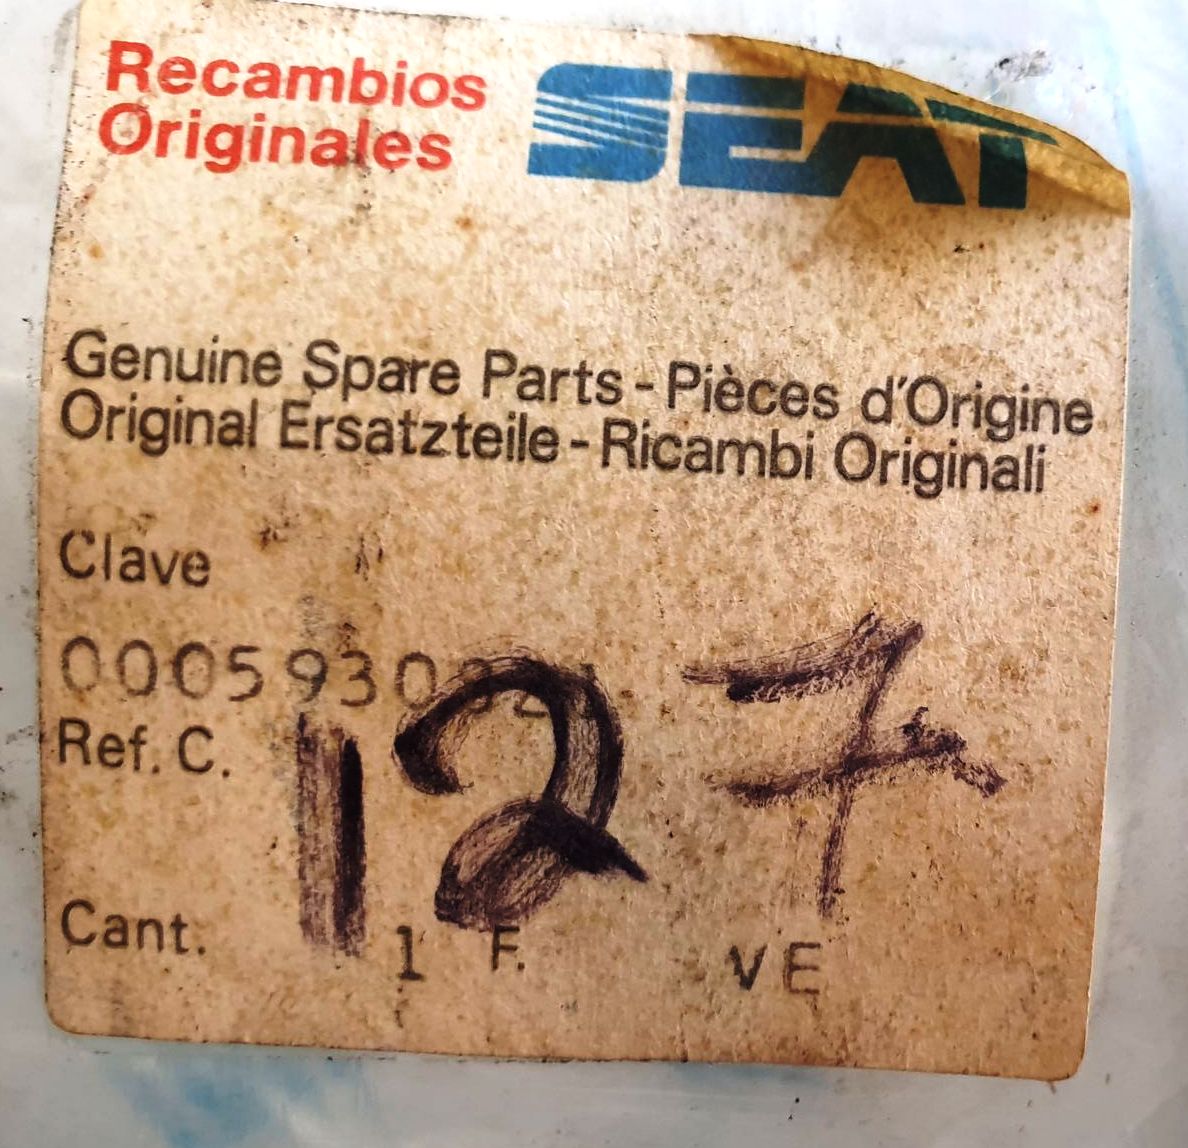 Recambios
Originales
SEAT
Genuine Spare Parts - Pièces d'Origine
Original Ersatzteile - Ricambi Originali
Clave
Ref. C.
127
Cant. 1 F. VE